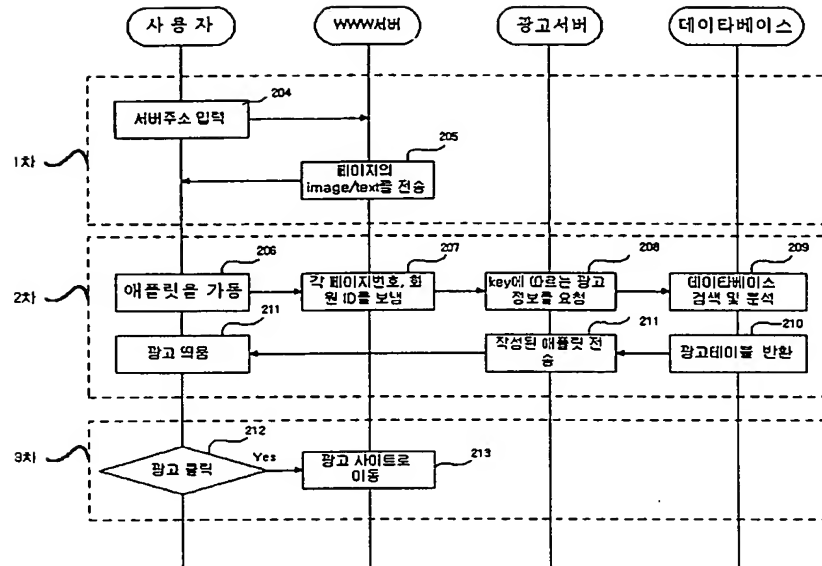 사 용 자
WWW서버
광고서버
데이타베이스
1차
서버주소 입력
204
205
페이지의
image/text를 전송
2차
206
애플릿을 가동
207
각 페이지번호, 회
원 ID를 보냄
208
key에 따르는 광고
정보를 요청
209
데이타베이스
검색 및 분석
211
광고 띄움
211
작성된 애플릿 전
송
210
광고테이블 반환
3차
212
광고 클릭
Yes
광고 사이트로
이동
213